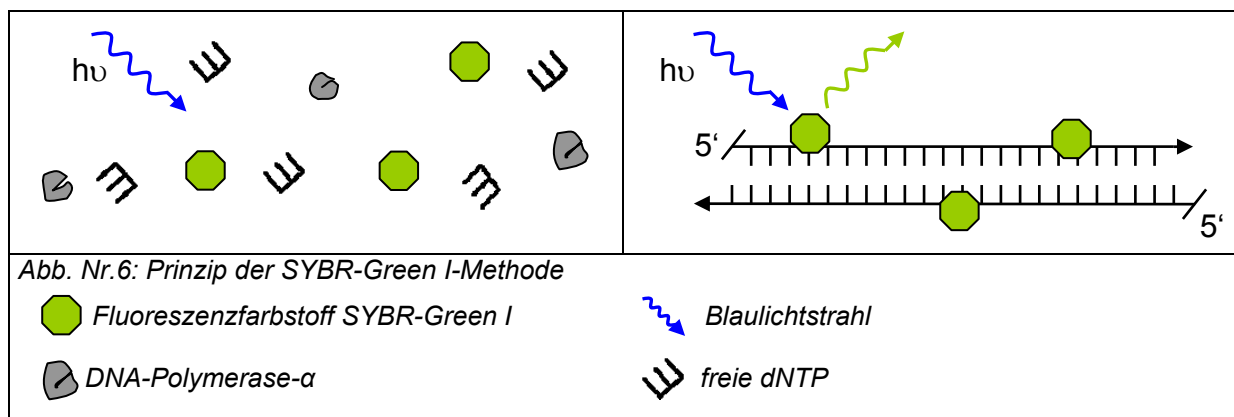 hυ
hυ
5‘
5‘
Abb. Nr.6: Prinzip der SYBR-Green I-Methode
Fluoreszenzfarbstoff SYBR-Green I
Blaulichtstrahl
DNA-Polymerase-α
freie dNTP